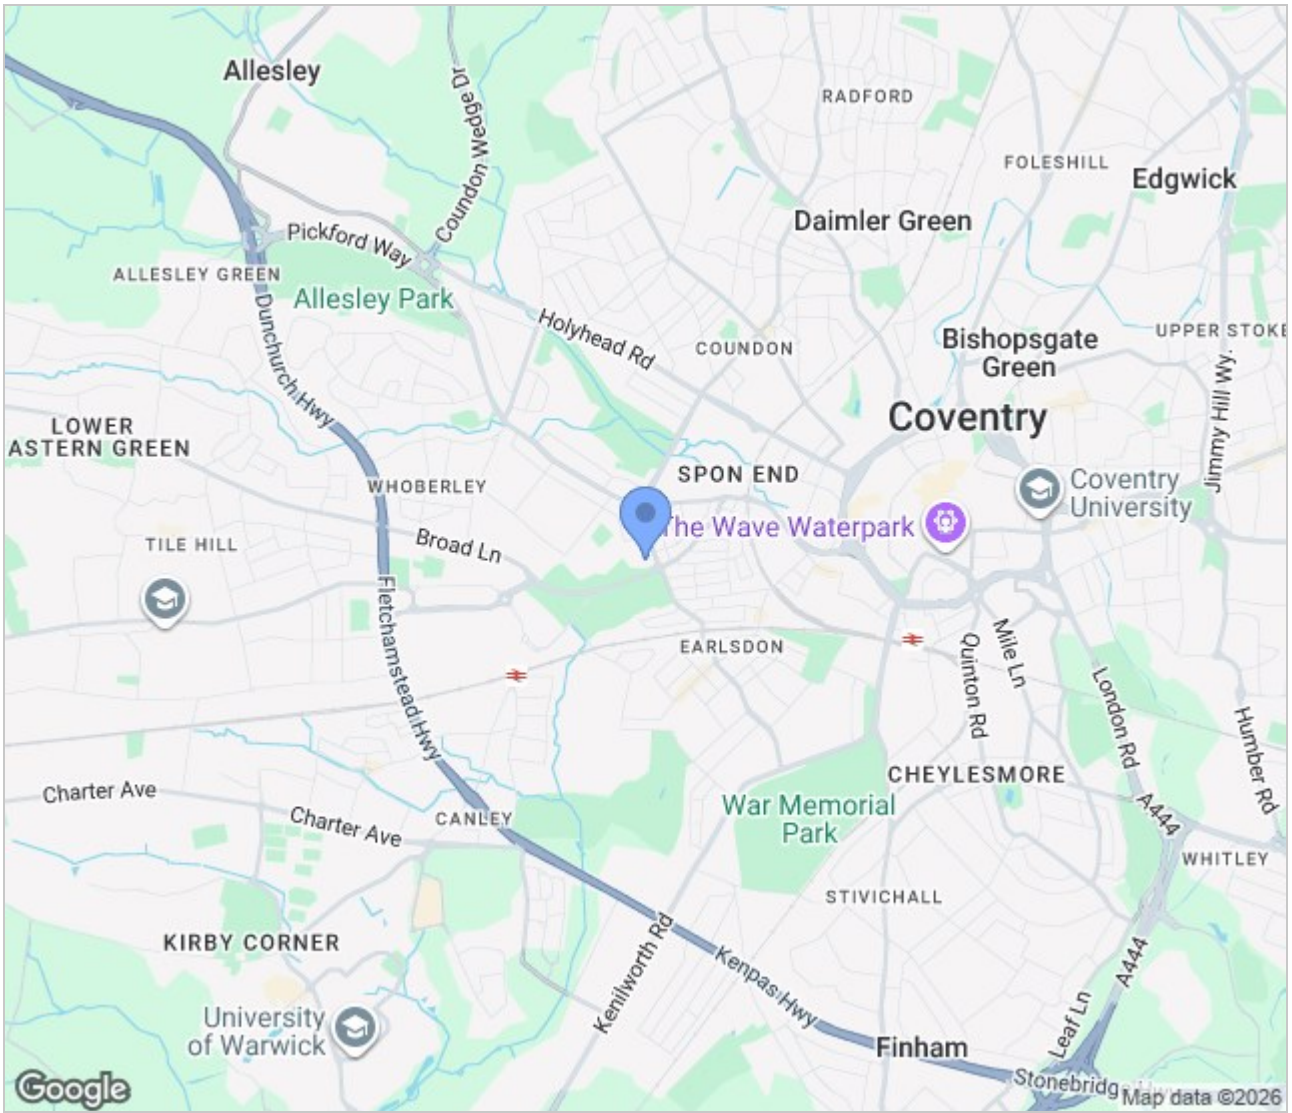 Allesley
Coundon Wedge Dr
RADFORD
FOLESHILL
Edgwick
Daimler Green
Pickford Way
ALLESLEY GREEN
Allesley Park
Dunchurch Hwy
Holyhead Rd
COUNDON
Bishopsgate
Green
UPPER STOKE
Jimmy Hill Wy.
Coventry
LOWER
ASTERN GREEN
WHOBERLEY
SPON END
Coventry
University
The Wave Waterpark
Broad Ln
TILE HILL
Fletchamstead Hwy
EARLSDON
Quinton Rd
Mile Ln
London Rd
Humber Rd
Charter Ave
Charter Ave
CANLEY
CHEYLESMORE
War Memorial
Park
A444
WHITLEY
STIVICHALL
KIRBY CORNER
Kenilworth Rd
Kenpas Hwy
A444
University
of Warwick
Leaf Ln
Finham
Stonebridge Hwy
Google
Map data ©2026